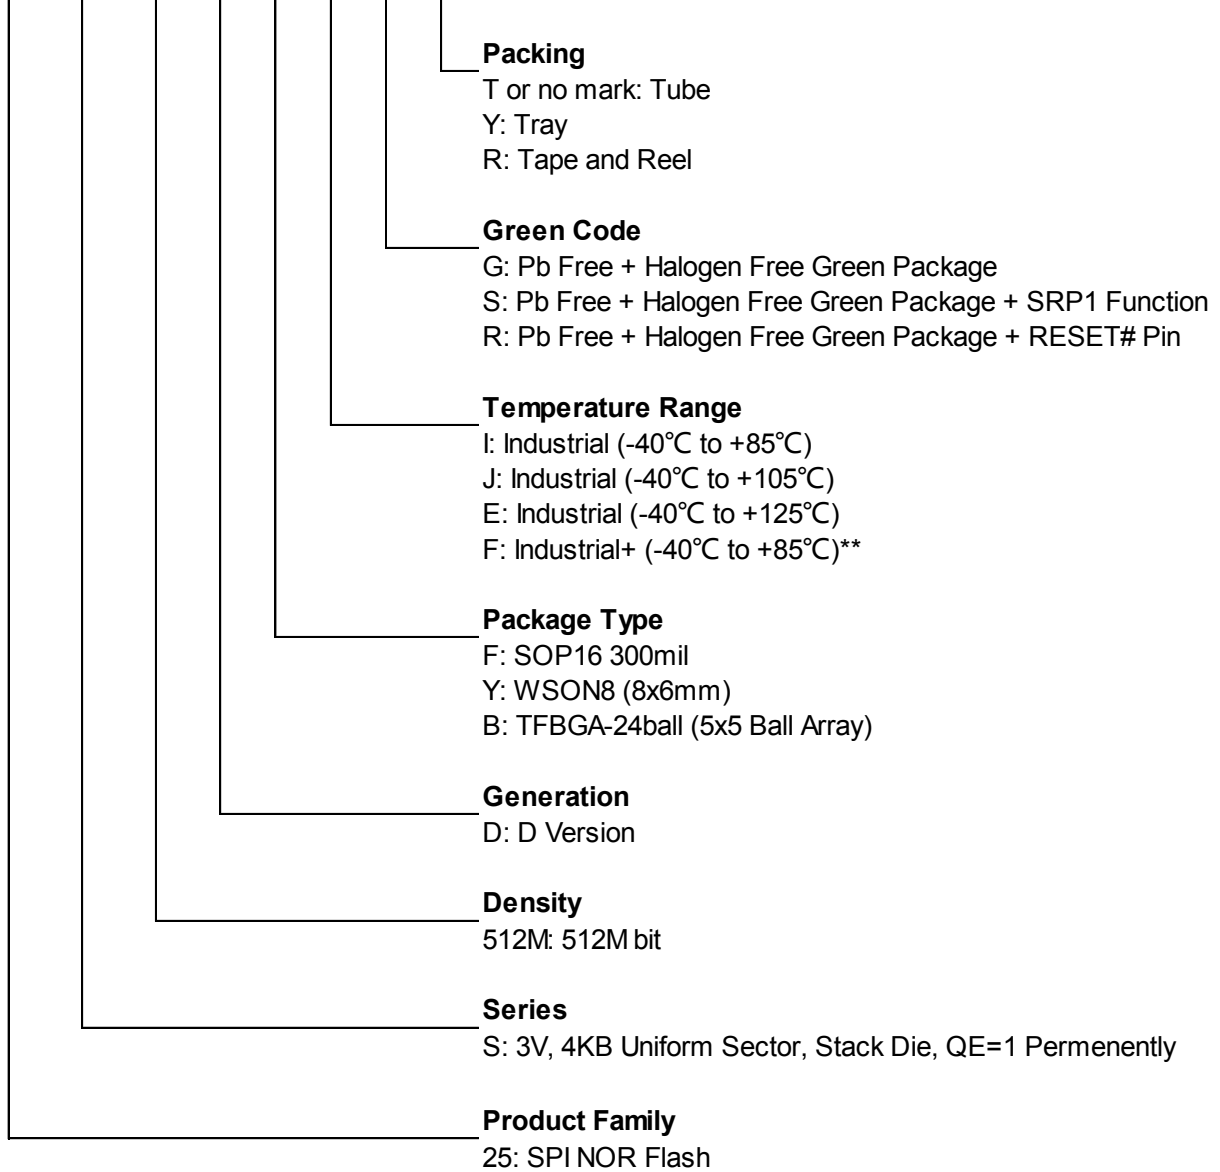 Packing
T or no mark: Tube
Y: Tray
R: Tape and Reel
Green Code
G: Pb Free + Halogen Free Green Package
S: Pb Free + Halogen Free Green Package + SRP1 Function
R: Pb Free + Halogen Free Green Package + RESET# Pin
Temperature Range
I: Industrial (-40℃ to +85℃)
J: Industrial (-40℃ to +105℃)
E: Industrial (-40℃ to +125℃)
F: Industrial+ (-40℃ to +85℃)**
Package Type
F: SOP16 300mil
Y: WSON8 (8x6mm)
B: TFBGA-24ball (5x5 Ball Array)
Generation
D: D Version
Density
512M: 512M bit
Series
S: 3V, 4KB Uniform Sector, Stack Die, QE=1 Permenently
Product Family
25: SPI NOR Flash